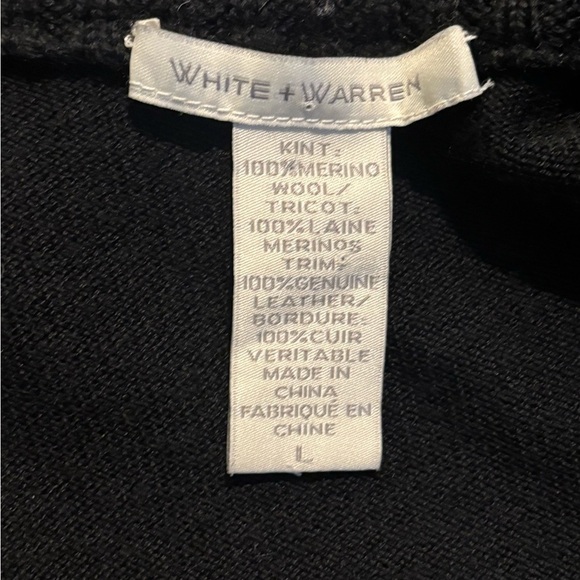 WHITE + WARREN
KINT:
100%MERINO
WOOL/
TRICOT:
100%LAINE
MERINOS
TRIM:
100%GENUINE
LEATHER/
BORDURE:
100%CUIR
VERITABLE
MADE IN
CHINA
FABRIQUÉ EN
CHINE
L